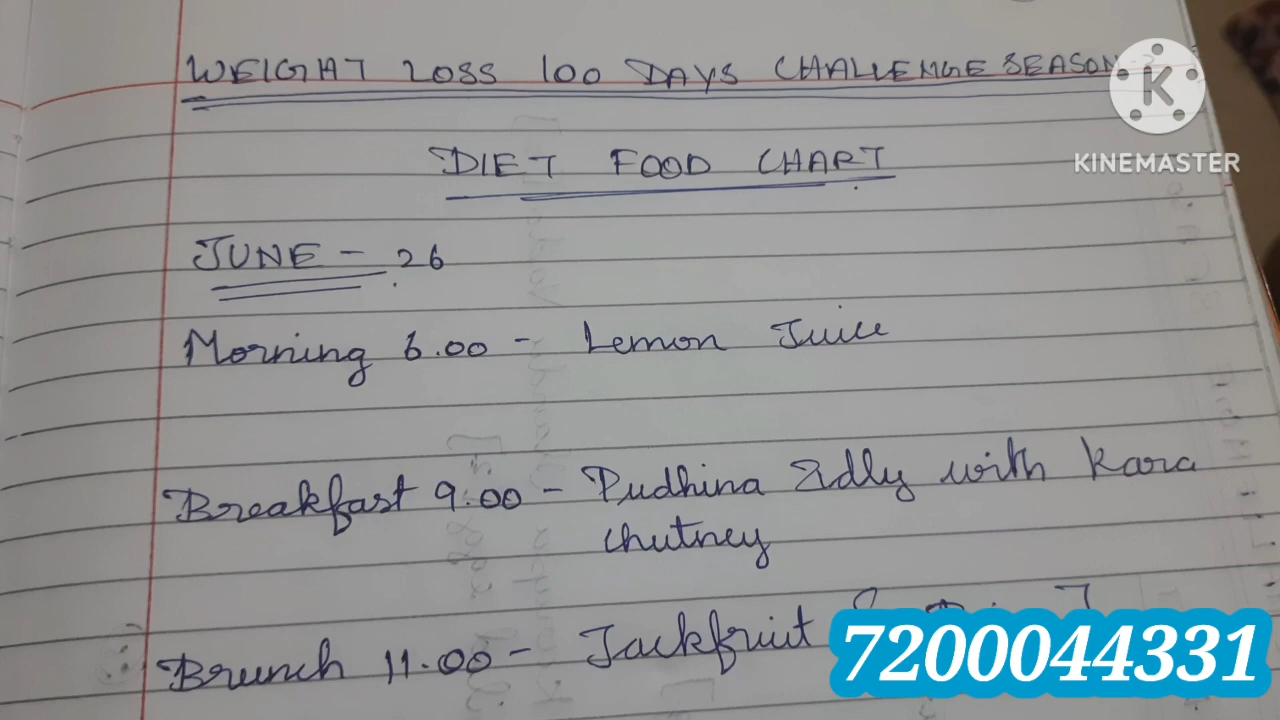 WEIGHT LOSS 100 DAYS CHALLENGE SEASON
K
KINEMASTER
DIET FOOD CHART
JUNE - 26
Morning 6.00 - Lemon Juice
Breakfast 9.00 - Pudhina Idly with kara
chutney
Brunch 11.00 - Jackfruit
7200044331